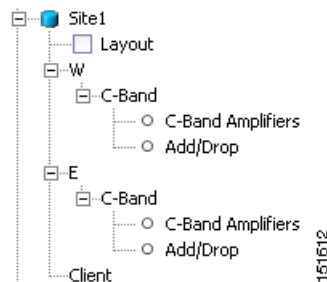 Site1
Layout
W
C-Band
C-Band Amplifiers
Add/Drop
E
C-Band
C-Band Amplifiers
Add/Drop
Client
151612